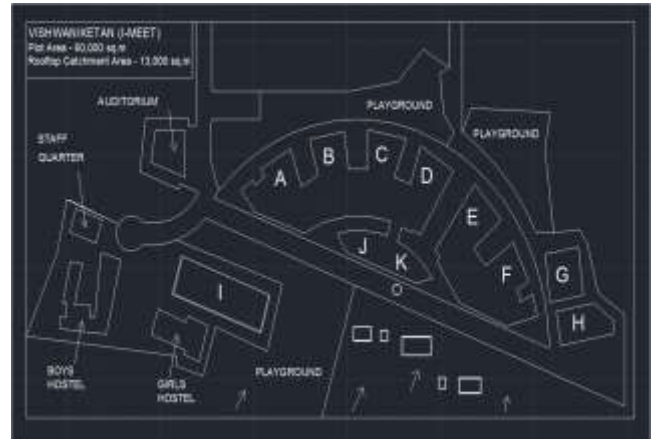 VISHWANIKETAN (I-MEET)
Plot Area - 60,000 sq.m
Rooftop Catchment Area - 13,000 sq.m
AUDITORIUM
PLAYGROUND
PLAYGROUND
STAFF
QUARTER
A
B
C
D
E
F
G
H
I
J
K
BOYS
HOSTEL
GIRLS
HOSTEL
PLAYGROUND